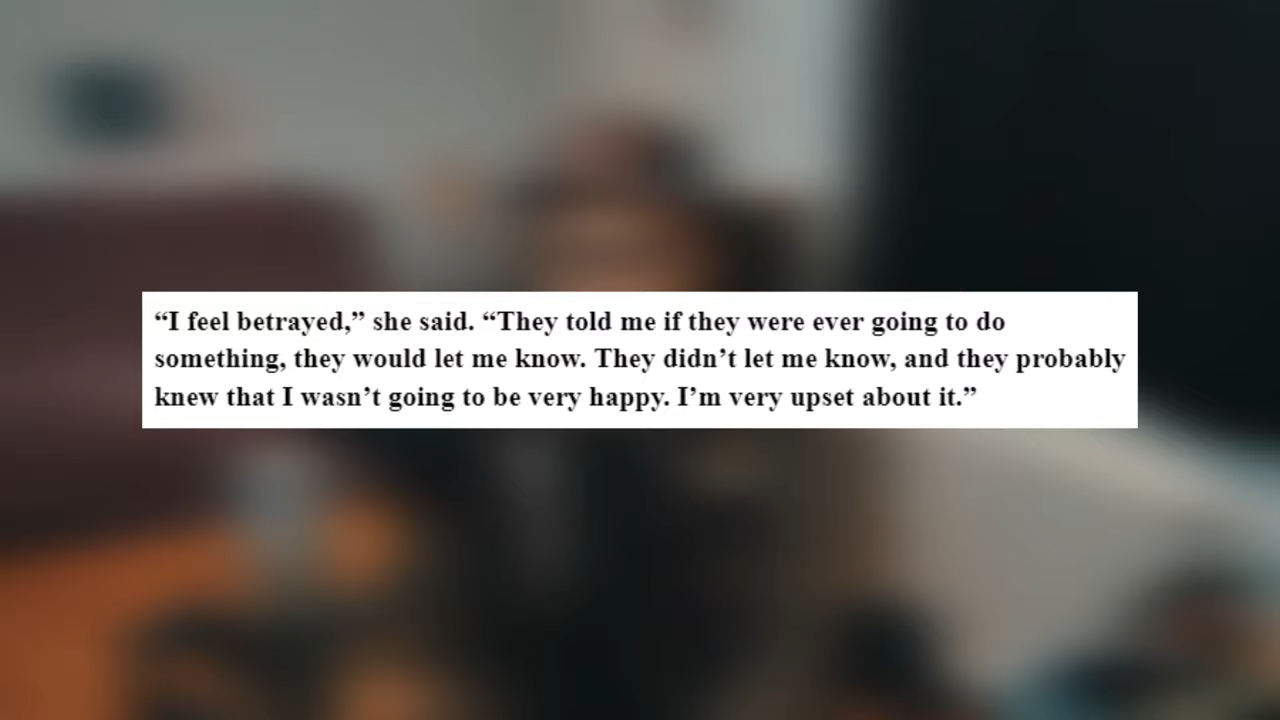 “I feel betrayed,” she said. “They told me if they were ever going to do
something, they would let me know. They didn’t let me know, and they probably
knew that I wasn’t going to be very happy. I’m very upset about it.”